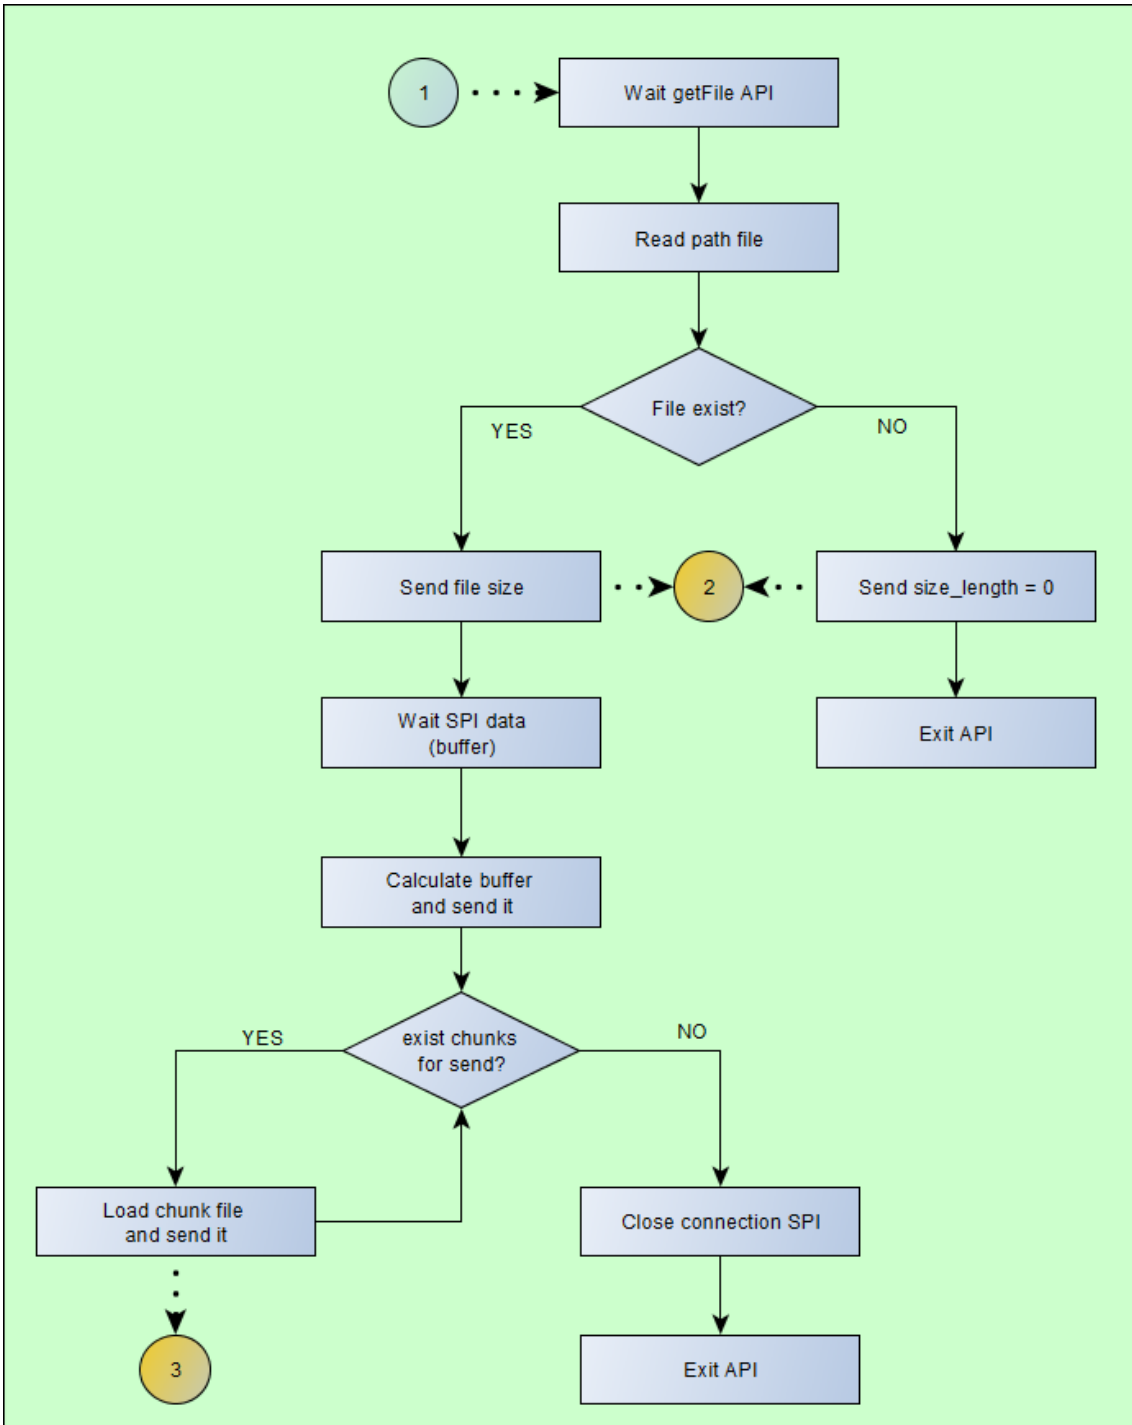 1
Wait getFile API
Read path file
File exist?
YES
NO
Send file size
2
Send size_length = 0
Wait SPI data
(buffer)
Exit API
Calculate buffer
and send it
exist chunks
for send?
YES
NO
Load chunk file
and send it
Close connection SPI
3
Exit API